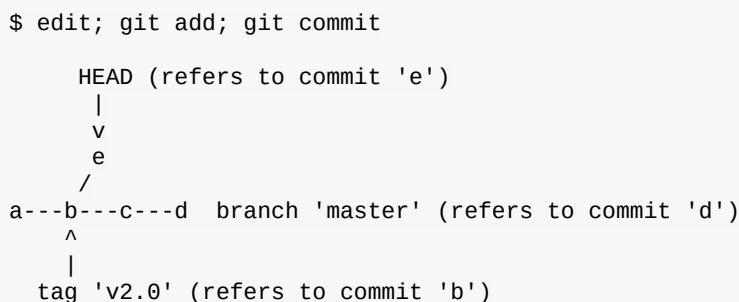 $ edit; git add; git commit
HEAD (refers to commit 'e')
|
v
e
/
a---b---c---d  branch 'master' (refers to commit 'd')
^
|
tag 'v2.0' (refers to commit 'b')